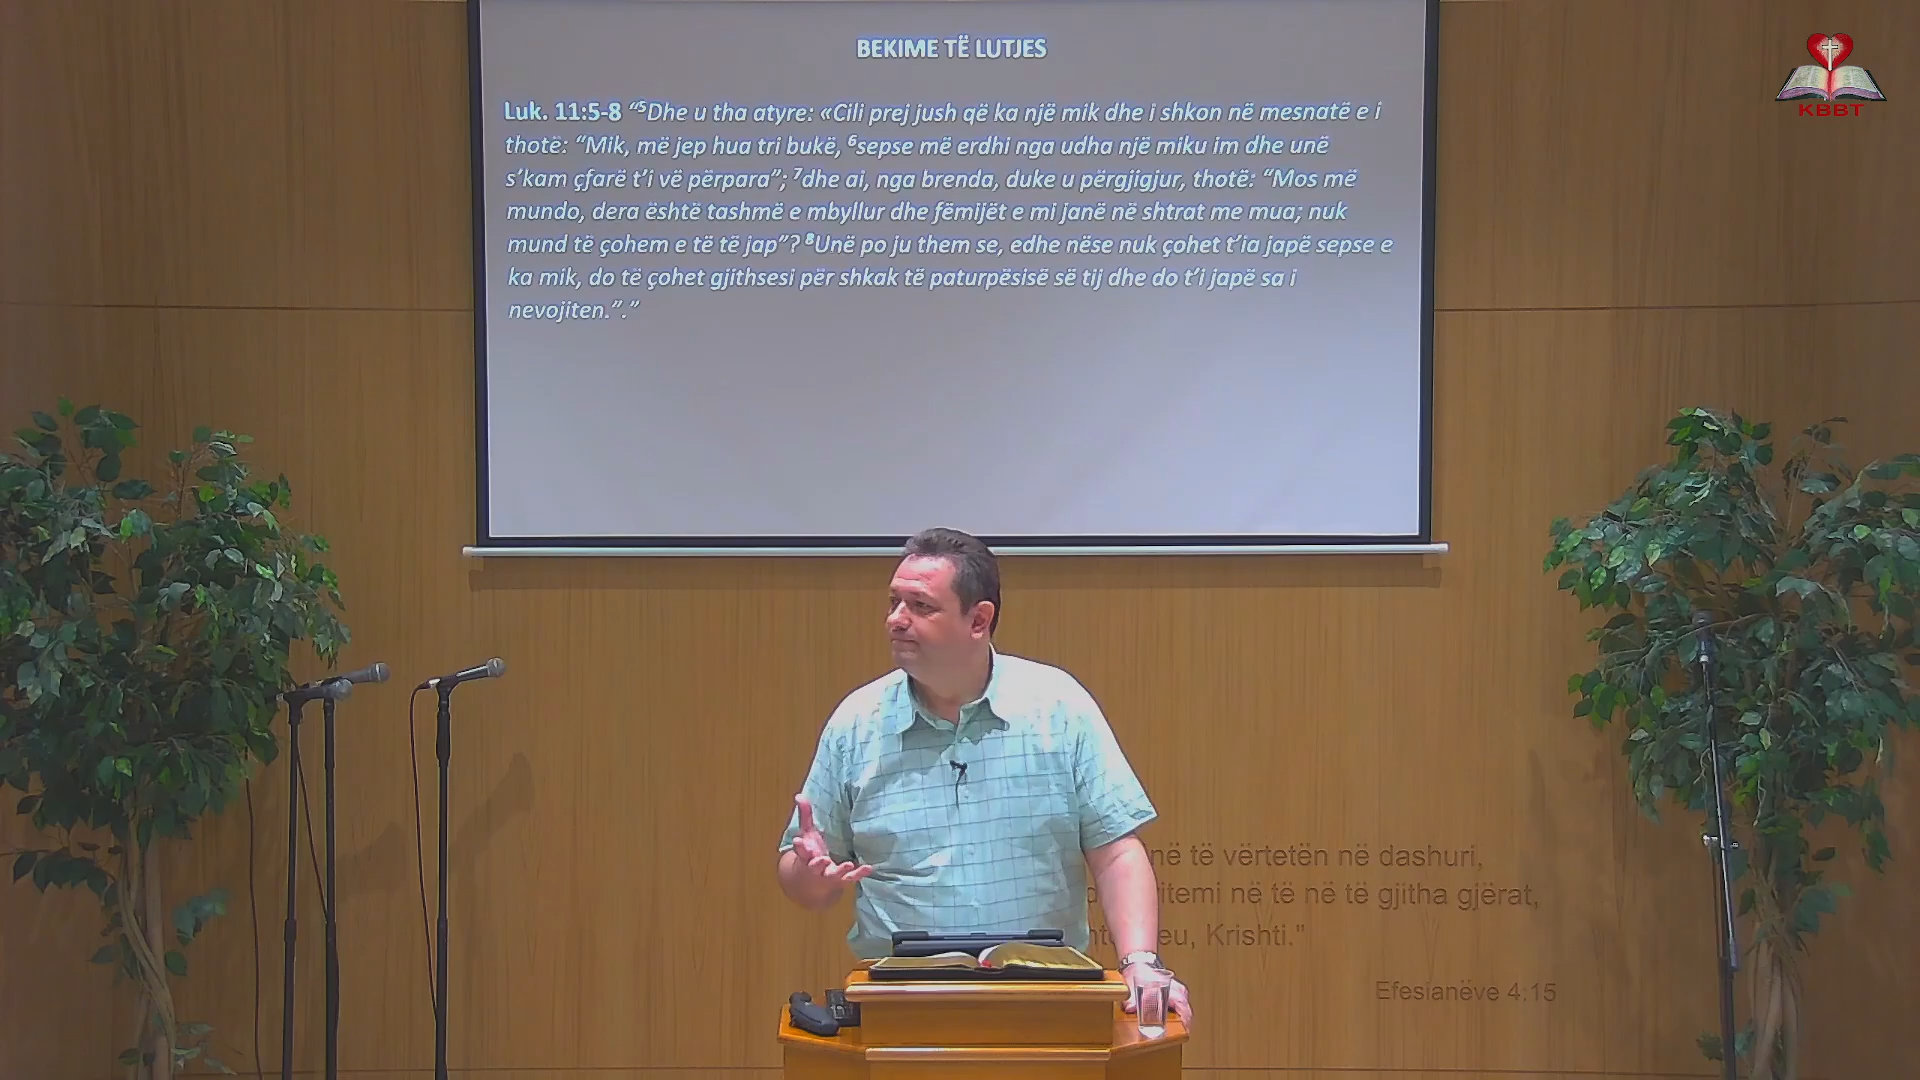 BEKIME TË LUTJES
Luk. 11:5-8 “⁵Dhe u tha atyre: «Cili prej jush që ka një mik dhe i shkon në mesnatë e i
thotë: “Mik, më jep hua tri bukë, ⁶sepse më erdhi nga udha një miku im dhe unë
s’kam çfarë t’i vë përpara”; ⁷dhe ai, nga brenda, duke u përgjigjur, thotë: “Mos më
mundo, dera është tashmë e mbyllur dhe fëmijët e mi janë në shtrat me mua; nuk
mund të çohem e të të jap”? ⁸Unë po ju them se, edhe nëse nuk çohet t’ia japë sepse e
ka mik, do të çohet gjithsesi për shkak të paturpësisë së tij dhe do t’i japë sa i
nevojiten.”.”
KBBT
në të vërtetën në dashuri,
në të në të gjitha gjërat,
Krishti."
Efesianëve 4:15